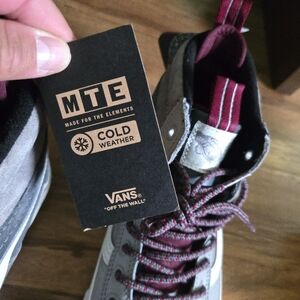 MTE
MADE FOR THE ELEMENTS
COLD
WEATHER
VANS®
"OFF THE WALL"